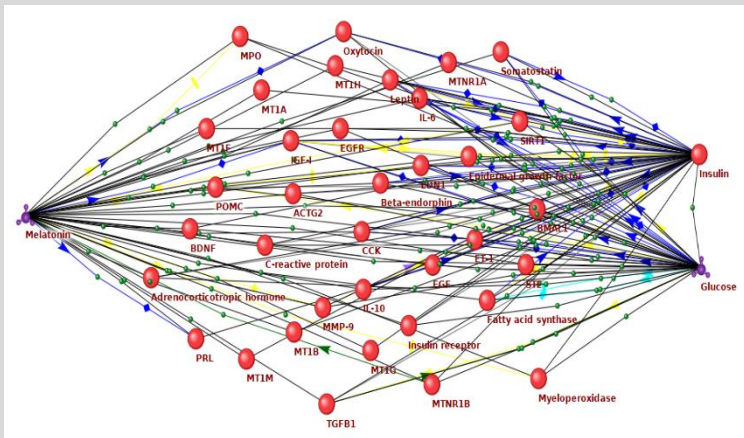 Oxytocin
MPO
Somatostatin
MT1H
MTNR1A
Leptin
MT1A
IL-6
SIRT1
MT1F
IGF-I
EGFR
Insulin
EDN1
Epidermal growth factor
POMC
ACTG2
Beta-endorphin
BMAL1
Melatonin
BDNF
CCK
C-reactive protein
ET-1
EGF
Glucose
Adrenocorticotropic hormone
IL-10
MMP-9
Fatty acid synthase
Insulin receptor
MT1B
PRL
MT1M
MT1G
MTNR1B
Myeloperoxidase
TGFB1